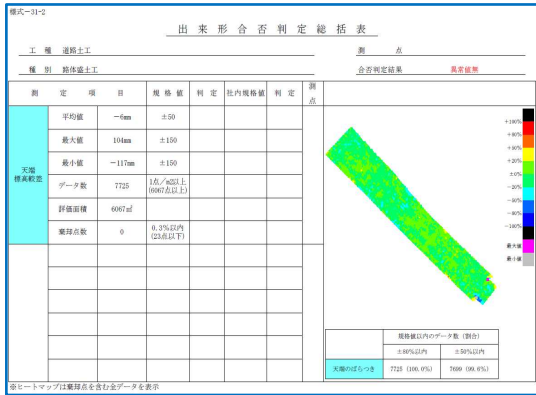 様式-31-2
出来形合否判定総括表
工 種 道路土工
測 点
種 別 路体盛土工
合否判定結果 異常値無
測 定 項 目 規格値 判定 社内規格値 判定 測点
天端標高較差
平均値 -6mm ±50
最大値 104mm ±150
最小値 -117mm ±150
データ数 7725 1点/m2以上 (6067点以上)
評価面積 6067㎡
棄却点数 0 0.3%以内 (23点以下)
+100%
+80%
+50%
+20%
±0%
-20%
-50%
-80%
-100%
最大値
最小値
規格値以内のデータ数 (割合)
±80%以内 ±50%以内
天端のばらつき 7725 (100.0%) 7690 (99.6%)
※ヒートマップは棄却点を含む全データを表示